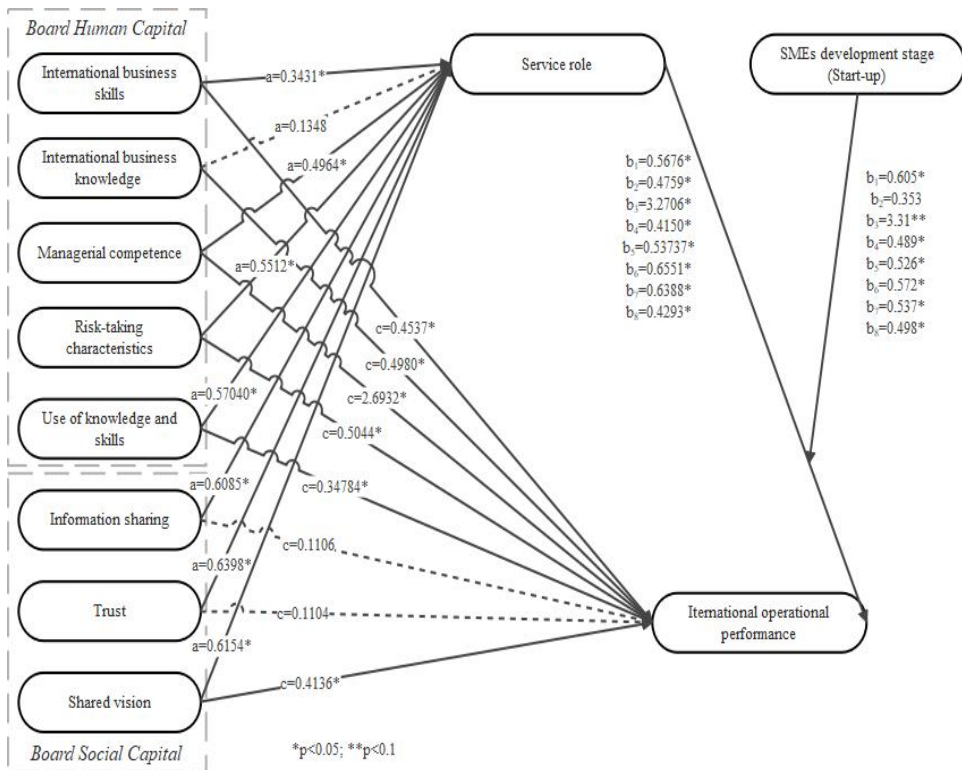 Board Human Capital
International business
skills
International business
knowledge
Managerial competence
Risk-taking
characteristics
Use of knowledge and
skills
Information sharing
Trust
Shared vision
Board Social Capital
a=0.3431*
a=0.1348
a=0.4964*
a=0.5512*
a=0.57040*
a=0.6085*
a=0.6398*
a=0.6154*
c=0.4537*
c=0.4980*
c=2.6932*
c=0.5044*
c=0.34784*
c=0.1106
c=0.1104
c=0.4136*
Service role
b₁=0.5676*
b₂=0.4759*
b₃=3.2706*
b₄=0.4150*
b₅=0.53737*
b₆=0.6551*
b₇=0.6388*
b₈=0.4293*
SMEs development stage
(Start-up)
b₁=0.605*
b₂=0.353
b₃=3.31**
b₄=0.489*
b₅=0.526*
b₆=0.572*
b₇=0.537*
b₈=0.498*
Iternational operational
performance
*p<0.05; **p<0.1